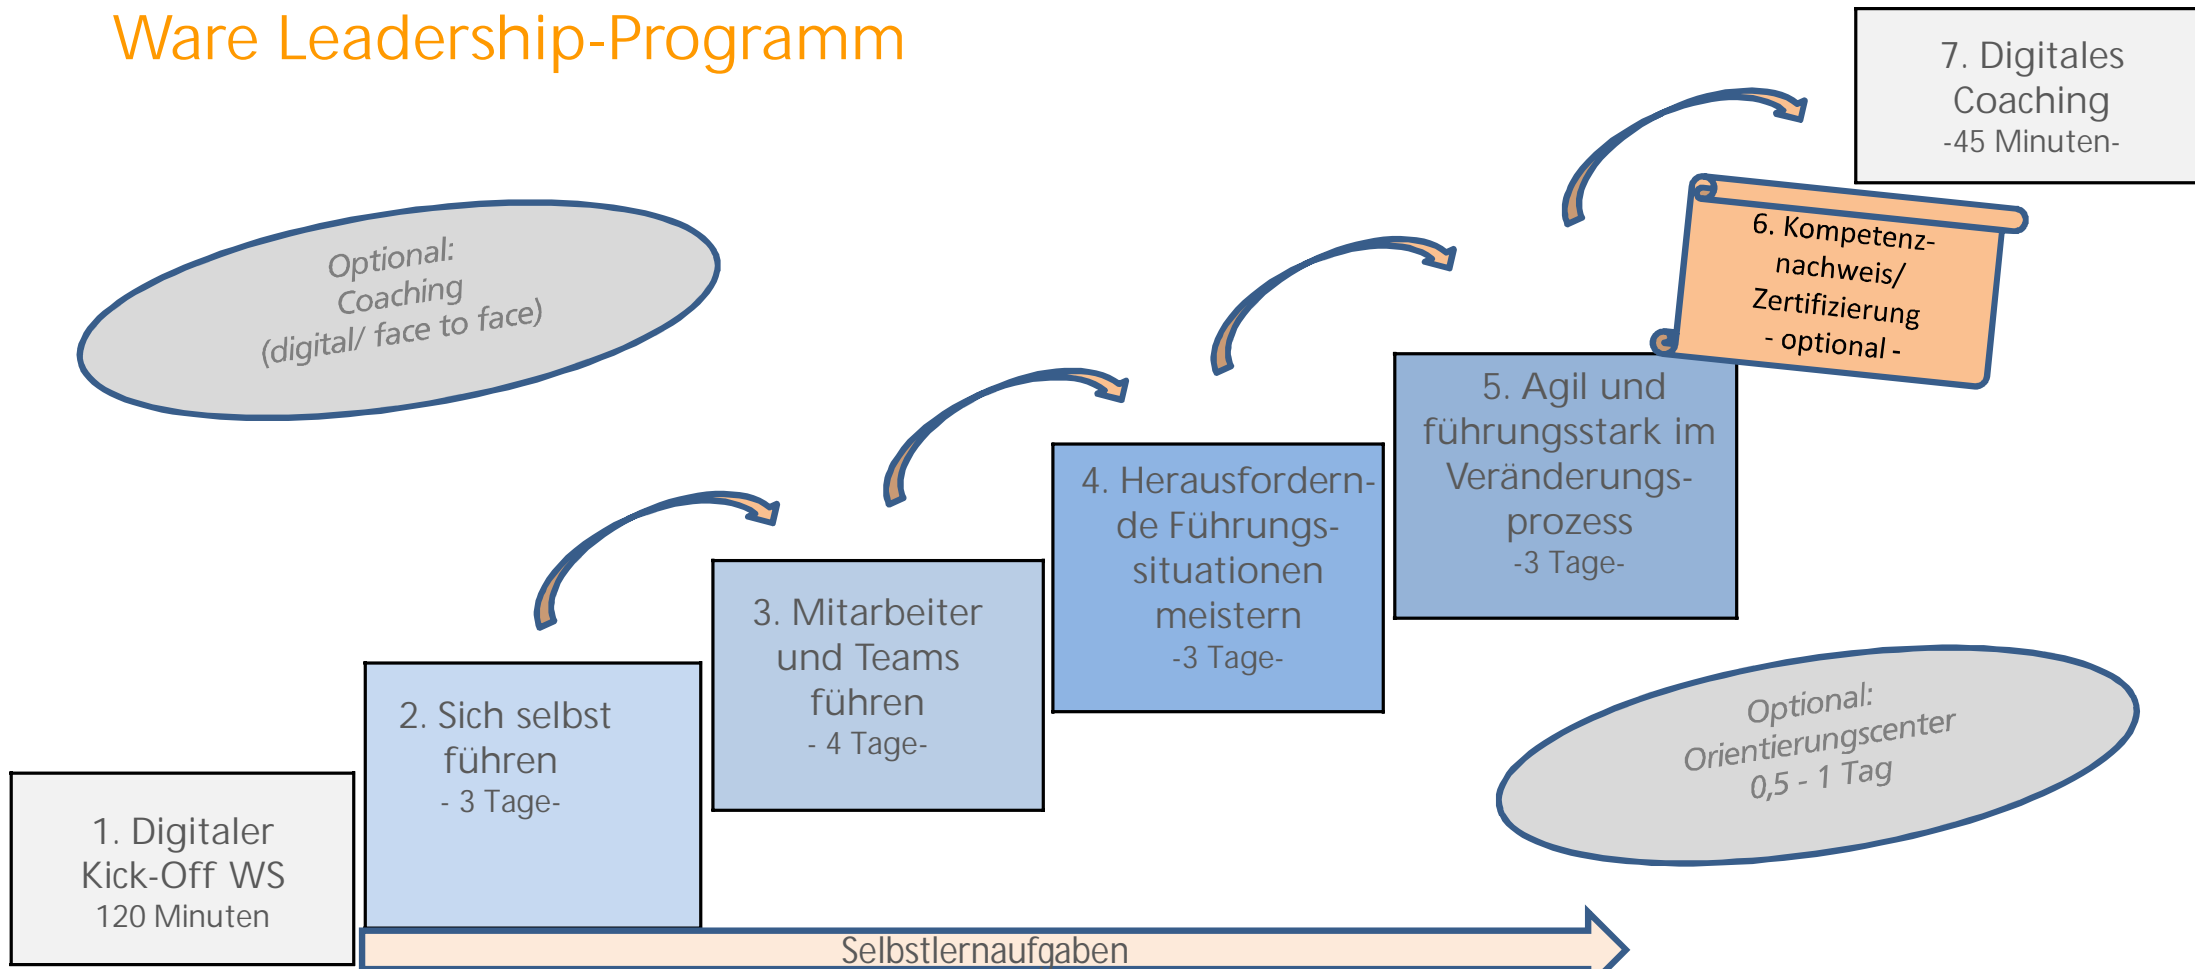 Ware Leadership-Programm
7. Digitales
Coaching
-45 Minuten-
Optional:
Coaching
(digital/ face to face)
6. Kompetenz-
nachweis/
Zertifizierung
- optional -
5. Agil und
führungsstark im
Veränderungs-
prozess
-3 Tage-
4. Herausfordern-
de Führungs-
situationen
meistern
-3 Tage-
3. Mitarbeiter
und Teams
führen
- 4 Tage-
2. Sich selbst
führen
- 3 Tage-
Optional:
Orientierungscenter
0,5 - 1 Tag
1. Digitaler
Kick-Off WS
120 Minuten
Selbstlernaufgaben